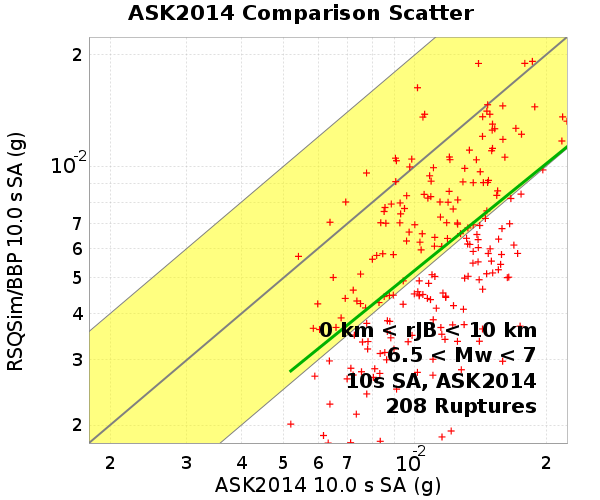 ASK2014 Comparison Scatter
RSQSim/BBP 10.0 s SA (g)
2
10-2
7
6
5
4
3
2
0 km < rJB < 10 km
6.5 < Mw < 7
10s SA, ASK2014
208 Ruptures
2 3 4 5 6 7 10-2 2
ASK2014 10.0 s SA (g)